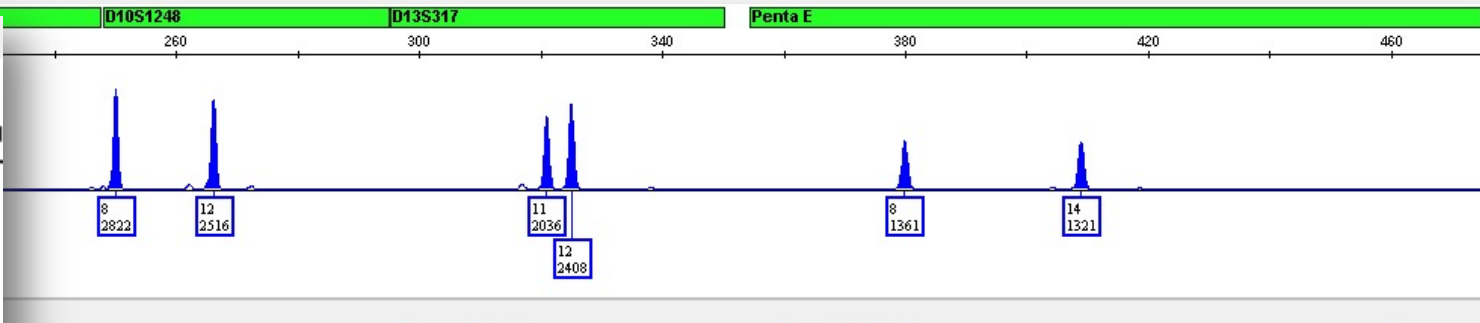 D10S1248 D13S317 Penta E
260 300 340 380 420 460
8 12 11 8 14
2822 2516 2036 1361 1321
12
2408